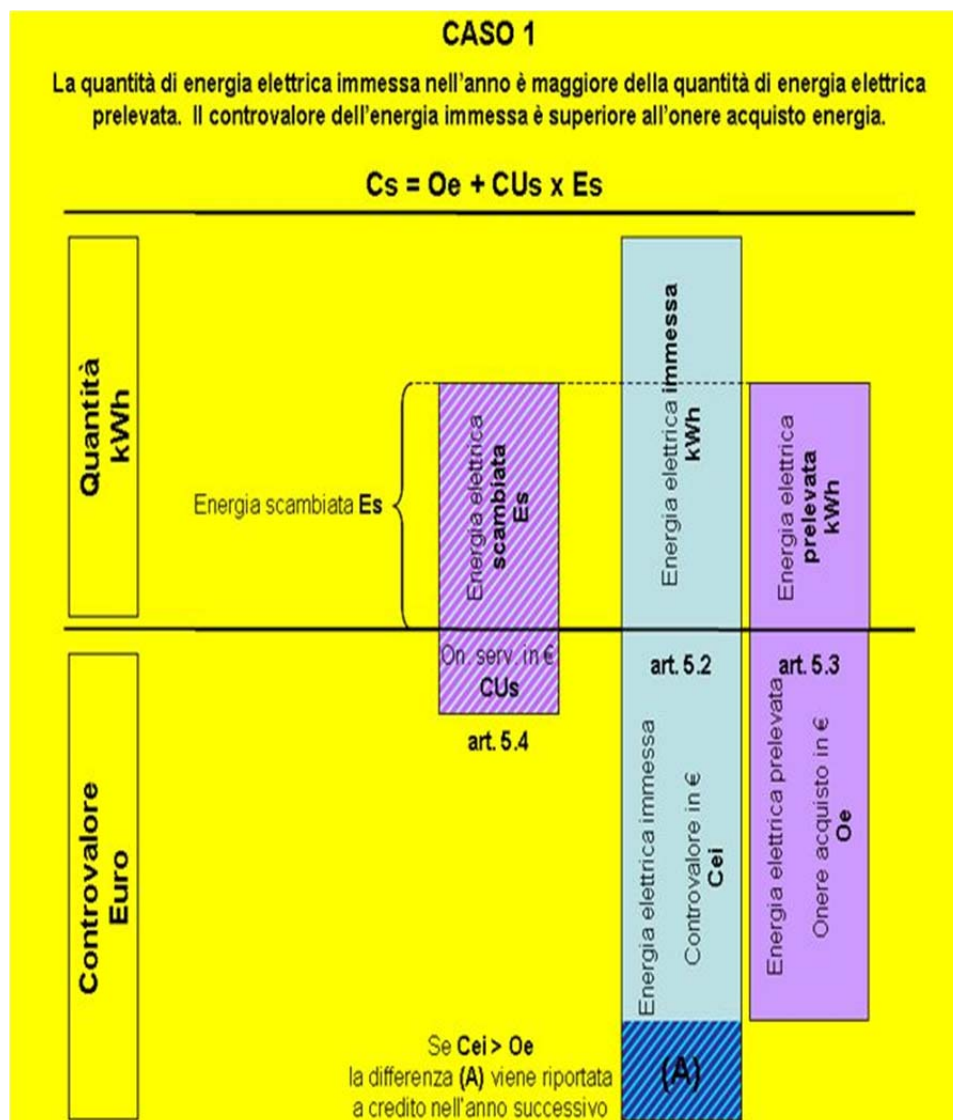 CASO 1
La quantità di energia elettrica immessa nell'anno è maggiore della quantità di energia elettrica
prelevata. Il controvalore dell'energia immessa è superiore all'onere acquisto energia.
Cs = Oe + CUs x Es
Quantità
kWh
Energia scambiata Es
Energia elettrica
scambiata
Es
Energia elettrica immessa
kWh
Energia elettrica
prelevata
kWh
Controvalore
Euro
On. serv. in €
CUs
art. 5.4
art. 5.2
Energia elettrica immessa
Controvalore in €
Cei
art. 5.3
Energia elettrica prelevata
Onere acquisto in €
Oe
Se Cei > Oe
la differenza (A) viene riportata
a credito nell'anno successivo
(A)